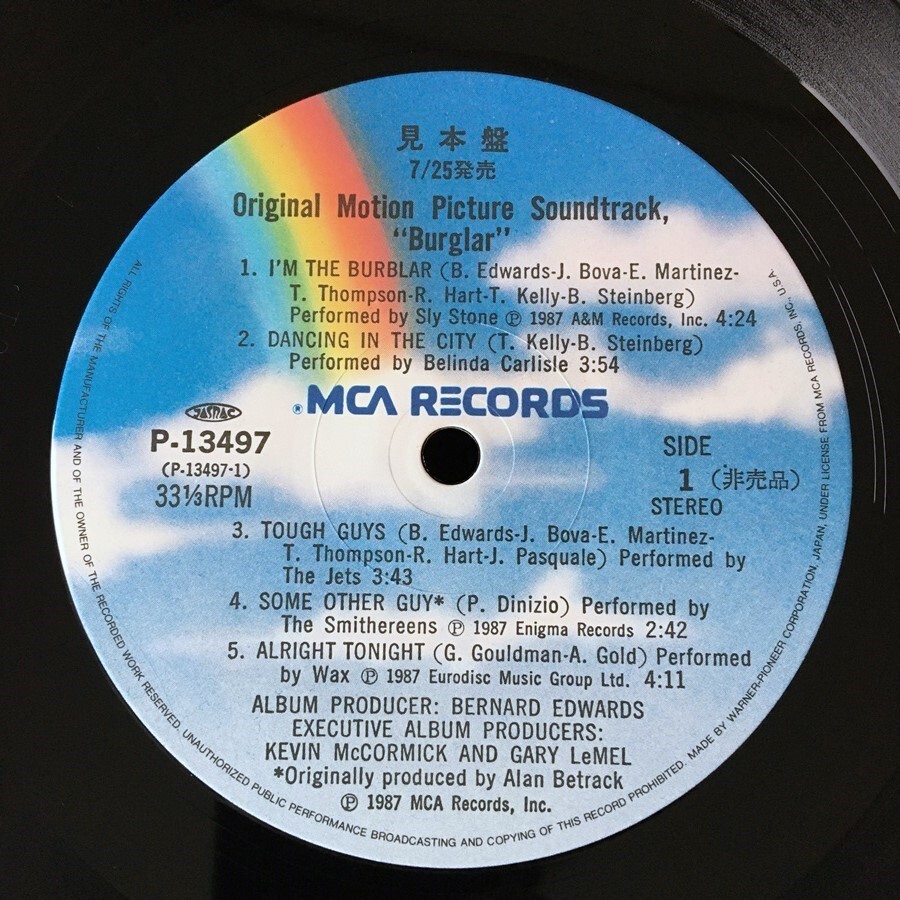 見本盤
7/25発売
Original Motion Picture Soundtrack,
“Burglar”
1. I'M THE BURBLAR (B. Edwards-J. Bova-E. Martinez-
T. Thompson-R. Hart-T. Kelly-B. Steinberg)
Performed by Sly Stone Ⓟ 1987 A&M Records, Inc. 4:24
2. DANCING IN THE CITY (T. Kelly-B. Steinberg)
Performed by Belinda Carlisle 3:54
® MCA RECORDS
JASRAC
P-13497
(P-13497-1)
33⅓RPM
SIDE
1 (非売品)
STEREO
3. TOUGH GUYS (B. Edwards-J. Bova-E. Martinez-
T. Thompson-R. Hart-J. Pasquale) Performed by
The Jets 3:43
4. SOME OTHER GUY* (P. Dinizio) Performed by
The Smithereens Ⓟ 1987 Enigma Records 2:42
5. ALRIGHT TONIGHT (G. Gouldman-A. Gold) Performed
by Wax Ⓟ 1987 Eurodisc Music Group Ltd. 4:11
ALBUM PRODUCER: BERNARD EDWARDS
EXECUTIVE ALBUM PRODUCERS:
KEVIN McCORMICK AND GARY LeMEL
*Originally produced by Alan Betrack
Ⓟ 1987 MCA Records, Inc.
ALL RIGHTS OF THE MANUFACTURER AND OF THE OWNER OF THE RECORDED WORK RESERVED. UNAUTHORIZED PUBLIC PERFORMANCE BROADCASTING AND COPYING OF THIS RECORD PROHIBITED. MADE BY WARNER-PIONEER CORPORATION, JAPAN, UNDER LICENSE FROM MCA RECORDS, INC., U.S.A.